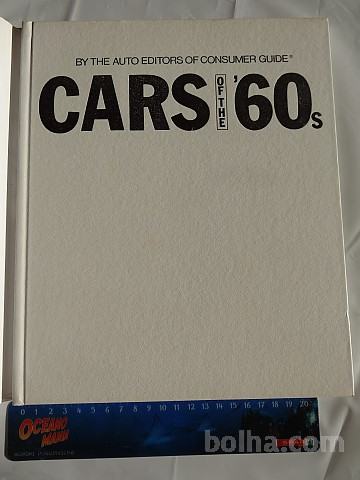 BY THE AUTO EDITORS OF CONSUMER GUIDE®
CARS OF THE '60s
0 1 2 3 4 5 6 7 8 9 10 11 12 13 14 15 16 17 18 19 20
OCEANO
MANIA
bolha.com